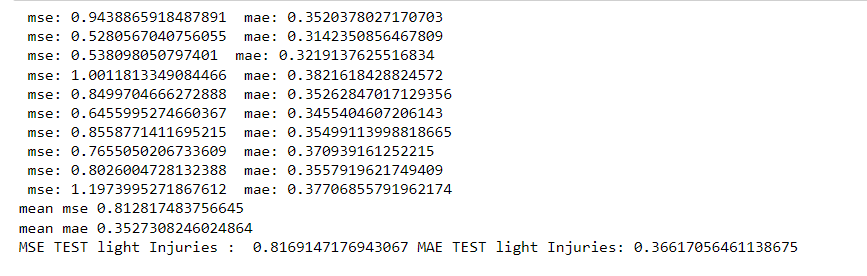 mse: 0.9438865918487891  mae: 0.3520378027170703
mse: 0.5280567040756055  mae: 0.3142350856467809
mse: 0.538098050797401  mae: 0.3219137625516834
mse: 1.0011813349084466  mae: 0.3821618428824572
mse: 0.8499704666272888  mae: 0.35262847017129356
mse: 0.6455995274660367  mae: 0.3455404607206143
mse: 0.8558771411695215  mae: 0.35499113998818665
mse: 0.7655050206733609  mae: 0.370939161252215
mse: 0.8026004728132388  mae: 0.3557919621749409
mse: 1.1973995271867612  mae: 0.37706855791962174
mean mse 0.812817483756645
mean mae 0.3527308246024864
MSE TEST light Injuries :  0.8169147176943067 MAE TEST light Injuries: 0.36617056461138675